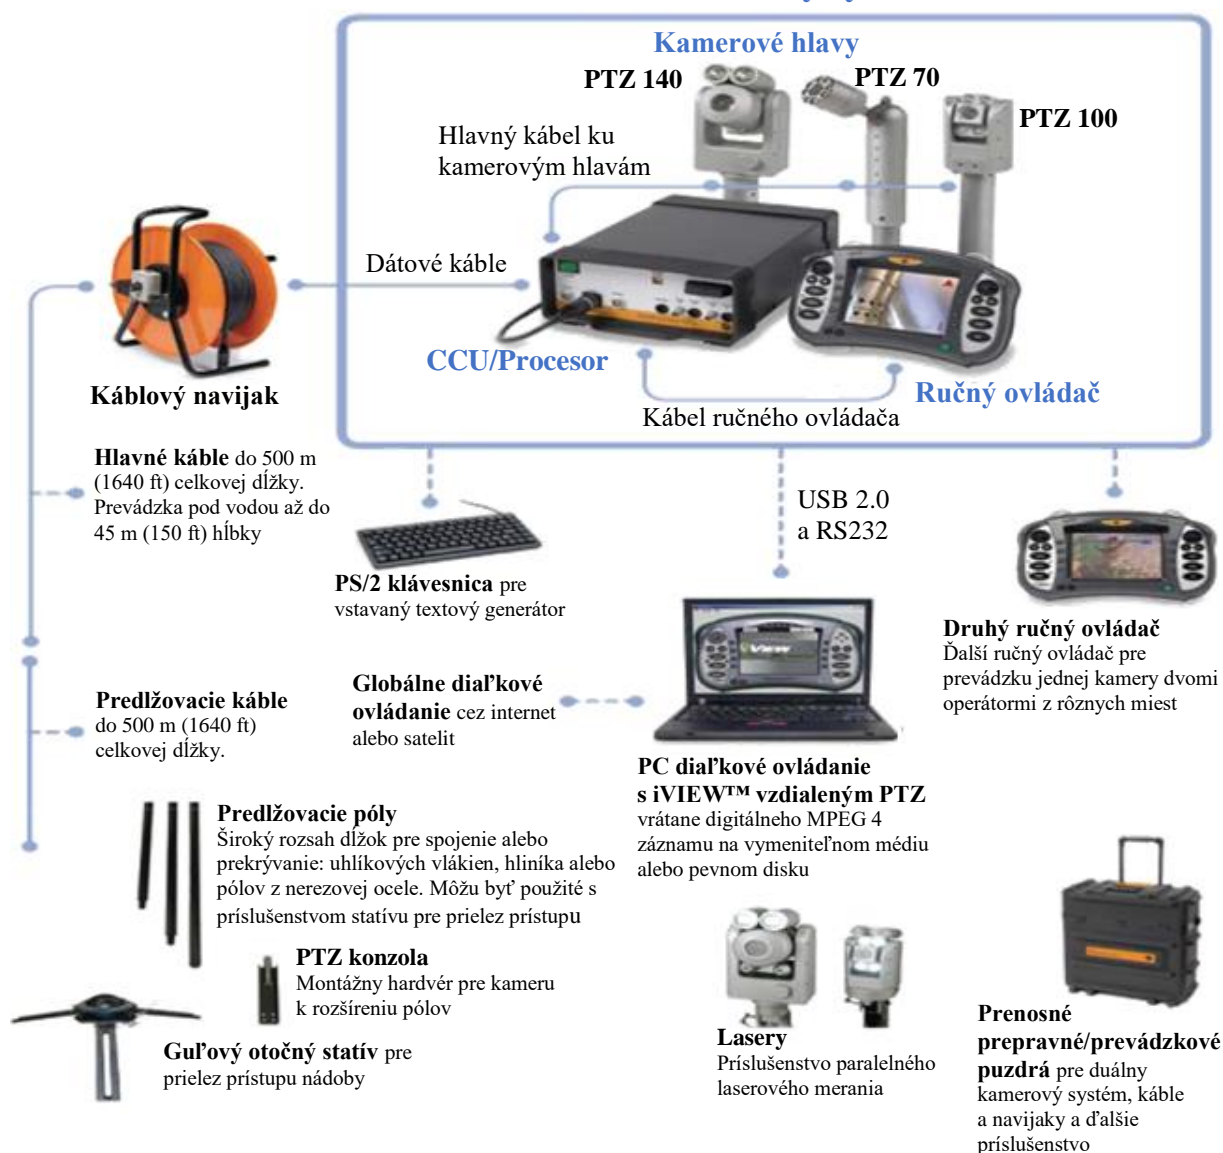 Kamerové hlavy
PTZ 140
PTZ 70
PTZ 100
Hlavný kábel ku
kamerovým hlavám
Dátové káble
CCU/Procesor
Ručný ovládač
Kábel ručného ovládača
Káblový navijak
Hlavné káble do 500 m
(1640 ft) celkovej dĺžky.
Prevádzka pod vodou až do
45 m (150 ft) hĺbky
USB 2.0
a RS232
PS/2 klávesnica pre
vstavaný textový generátor
Druhý ručný ovládač
Ďalší ručný ovládač pre
prevádzku jednej kamery dvomi
operátormi z rôznych miest
Predlžovacie káble
do 500 m (1640 ft)
celkovej dĺžky.
Globálne diaľkové
ovládanie cez internet
alebo satelit
View
PC diaľkové ovládanie
s iVIEW™ vzdialeným PTZ
vrátane digitálneho MPEG 4
záznamu na vymeniteľnom médiu
alebo pevnom disku
Predlžovacie póly
Široký rozsah dĺžok pre spojenie alebo
prekrývanie: uhlíkových vlákien, hliníka alebo
pólov z nerezovej ocele. Môžu byť použité s
príslušenstvom statívu pre prielez prístupu
PTZ konzola
Montážny hardvér pre kameru
k rozšíreniu pólov
Guľový otočný statív pre
prielez prístupu nádoby
Lasery
Príslušenstvo paralelného
laserového merania
Prenosné
prepravné/prevádzkové
puzdrá pre duálny
kamerový systém, káble
a navijaky a ďalšie
príslušenstvo